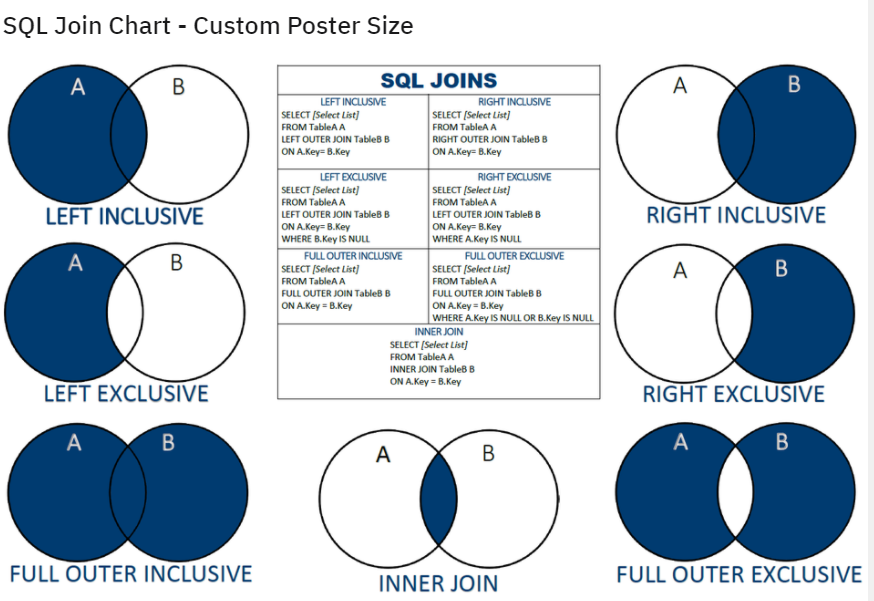 SQL Join Chart - Custom Poster Size
A B
LEFT INCLUSIVE
A B
LEFT EXCLUSIVE
A B
FULL OUTER INCLUSIVE
SQL JOINS
LEFT INCLUSIVE
SELECT [Select List]
FROM TableA A
LEFT OUTER JOIN TableB B
ON A.Key= B.Key
RIGHT INCLUSIVE
SELECT [Select List]
FROM TableA A
RIGHT OUTER JOIN TableB B
ON A.Key= B.Key
LEFT EXCLUSIVE
SELECT [Select List]
FROM TableA A
LEFT OUTER JOIN TableB B
ON A.Key= B.Key
WHERE B.Key IS NULL
RIGHT EXCLUSIVE
SELECT [Select List]
FROM TableA A
LEFT OUTER JOIN TableB B
ON A.Key= B.Key
WHERE A.Key IS NULL
FULL OUTER INCLUSIVE
SELECT [Select List]
FROM TableA A
FULL OUTER JOIN TableB B
ON A.Key = B.Key
FULL OUTER EXCLUSIVE
SELECT [Select List]
FROM TableA A
FULL OUTER JOIN TableB B
ON A.Key = B.Key
WHERE A.Key IS NULL OR B.Key IS NULL
INNER JOIN
SELECT [Select List]
FROM TableA A
INNER JOIN TableB B
ON A.Key = B.Key
A B
INNER JOIN
A B
RIGHT INCLUSIVE
A B
RIGHT EXCLUSIVE
A B
FULL OUTER EXCLUSIVE